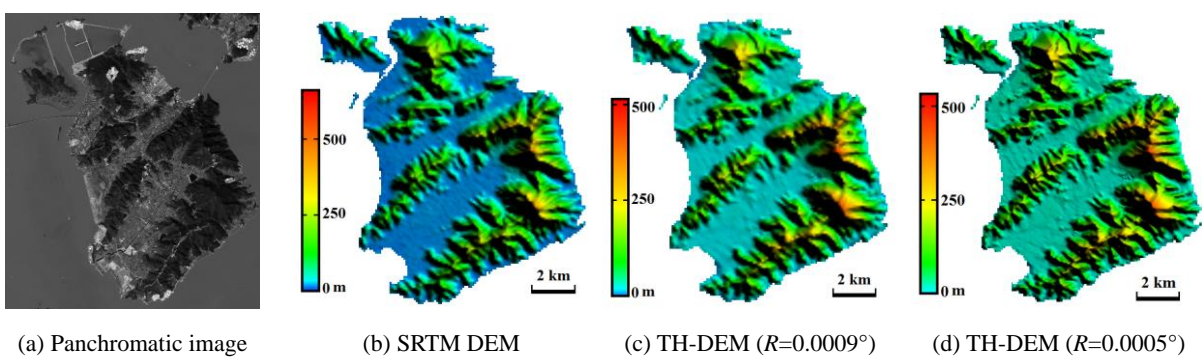 500
250
0 m
2 km
500
250
0 m
2 km
500
250
0 m
2 km
(a) Panchromatic image
(b) SRTM DEM
(c) TH-DEM (R=0.0009°)
(d) TH-DEM (R=0.0005°)